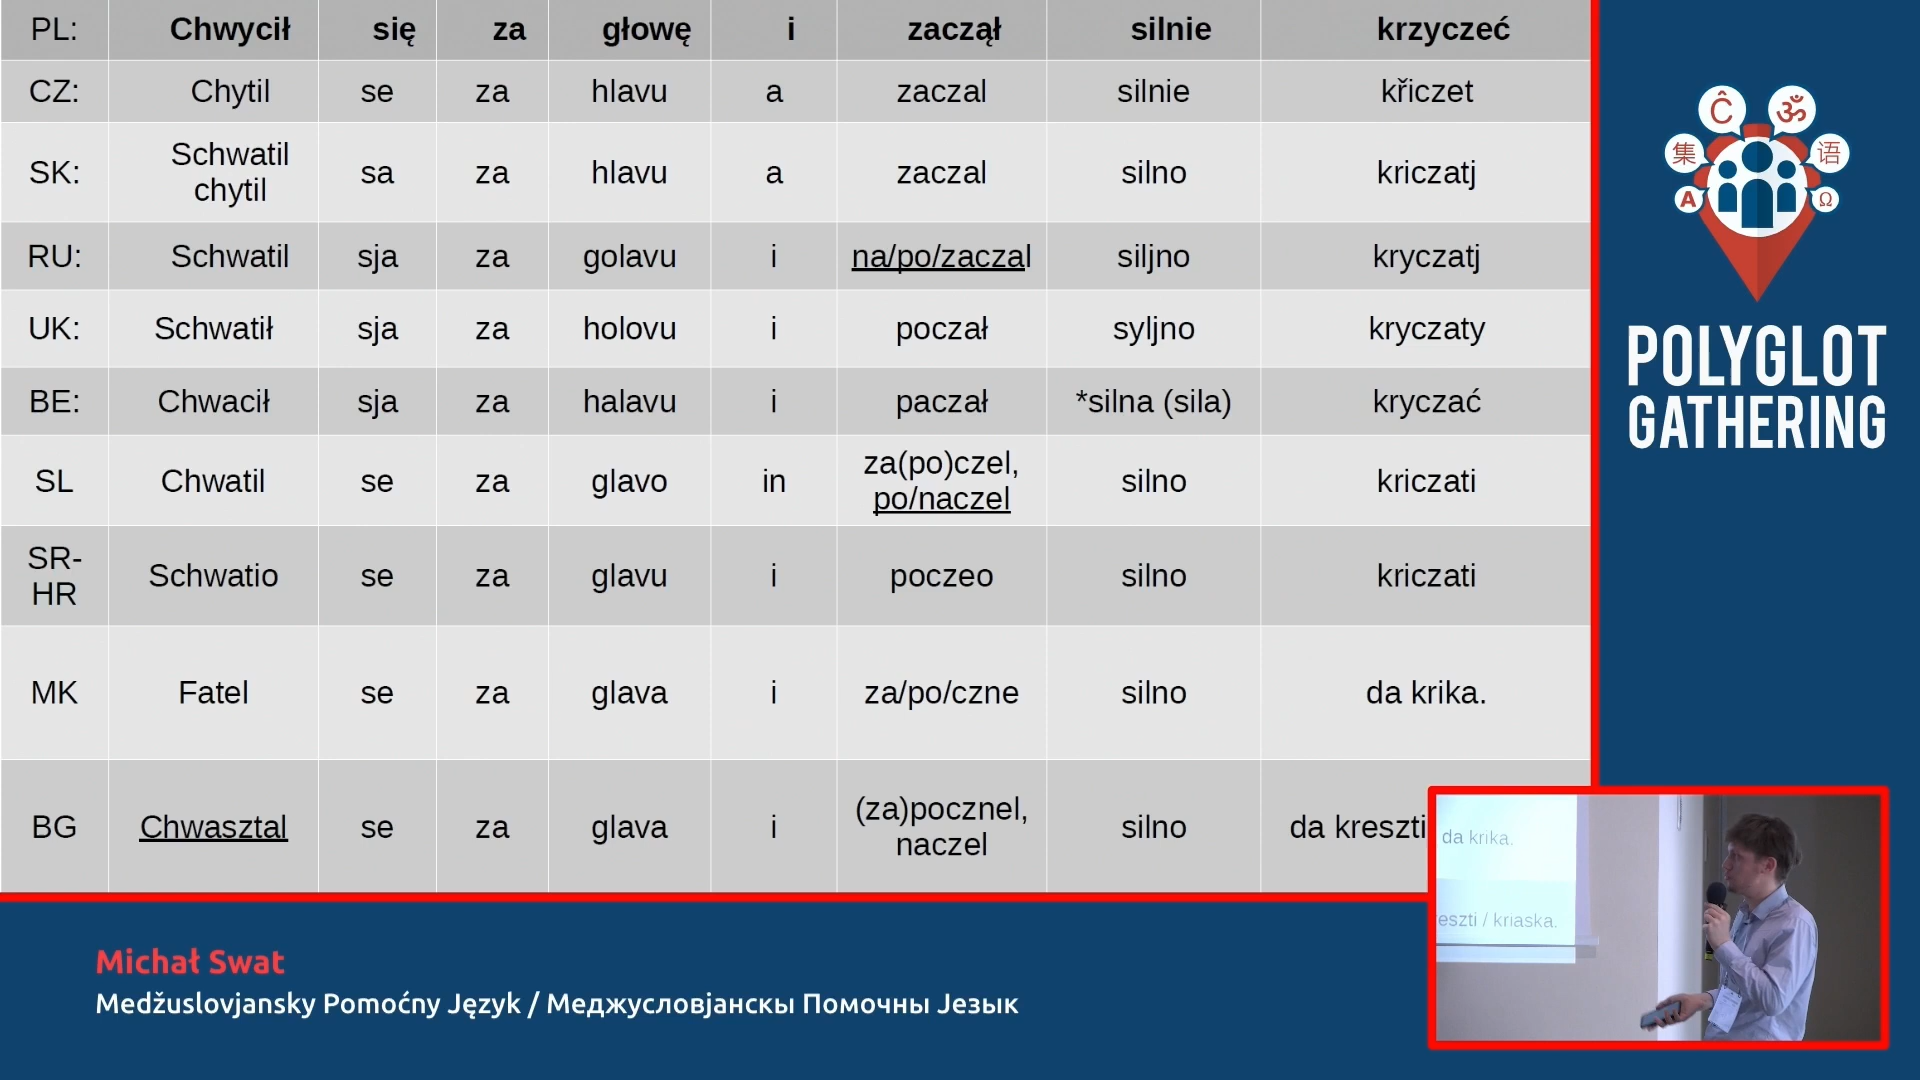 PL: Chwycił się za głowę i zaczął silnie krzyczeć
CZ: Chytil se za hlavu a zaczal silnie křiczet
SK: Schwatil chytil sa za hlavu a zaczal silno kriczatj
RU: Schwatil sja za golavu i na/po/zaczal siljno kryczatj
UK: Schwatił sja za holovu i poczał syljno kryczaty
BE: Chwacił sja za halavu i paczał *silna (sila) kryczać
SL Chwatil se za glavo in za(po)czel, po/naczel silno kriczati
SR-HR Schwatio se za glavu i poczeo silno kriczati
MK Fatel se za glava i za/po/czne silno da krika.
BG Chwasztal se za glava i (za)pocznel, naczel silno da kreszti
Ĉ ॐ
集 语
A Ω
POLYGLOT
GATHERING
da krika.
eszti / kriaska.
Michał Swat
Medžuslovjansky Pomoćny Język / Меджусловјанскы Помочны Језык